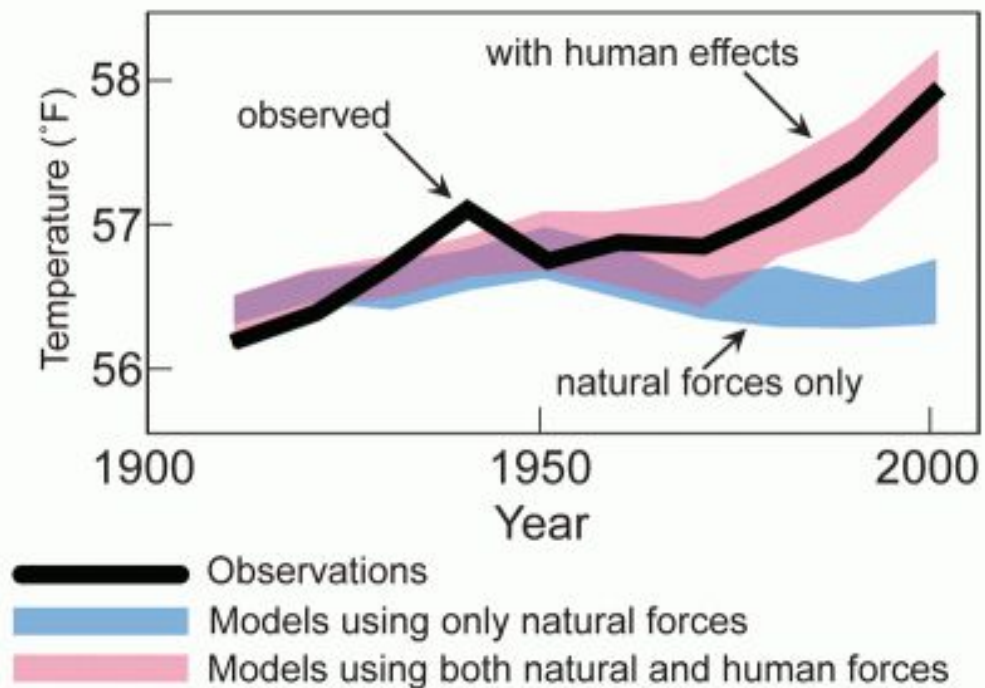 with human effects
observed
natural forces only
Temperature (˚F)
58
57
56
1900
1950
2000
Year
Observations
Models using only natural forces
Models using both natural and human forces